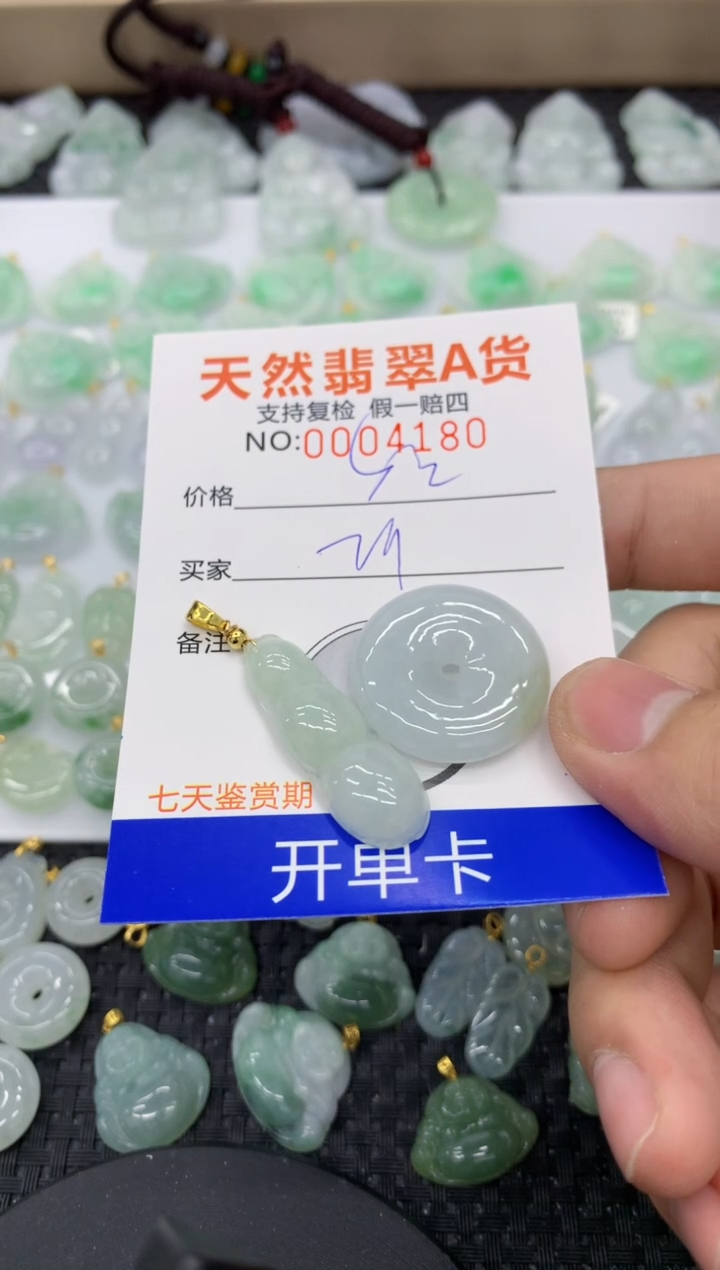 天然翡翠A货
支持复检 假一赔四
NO:0004180
价格
买家
备注
七天鉴赏期
开单卡